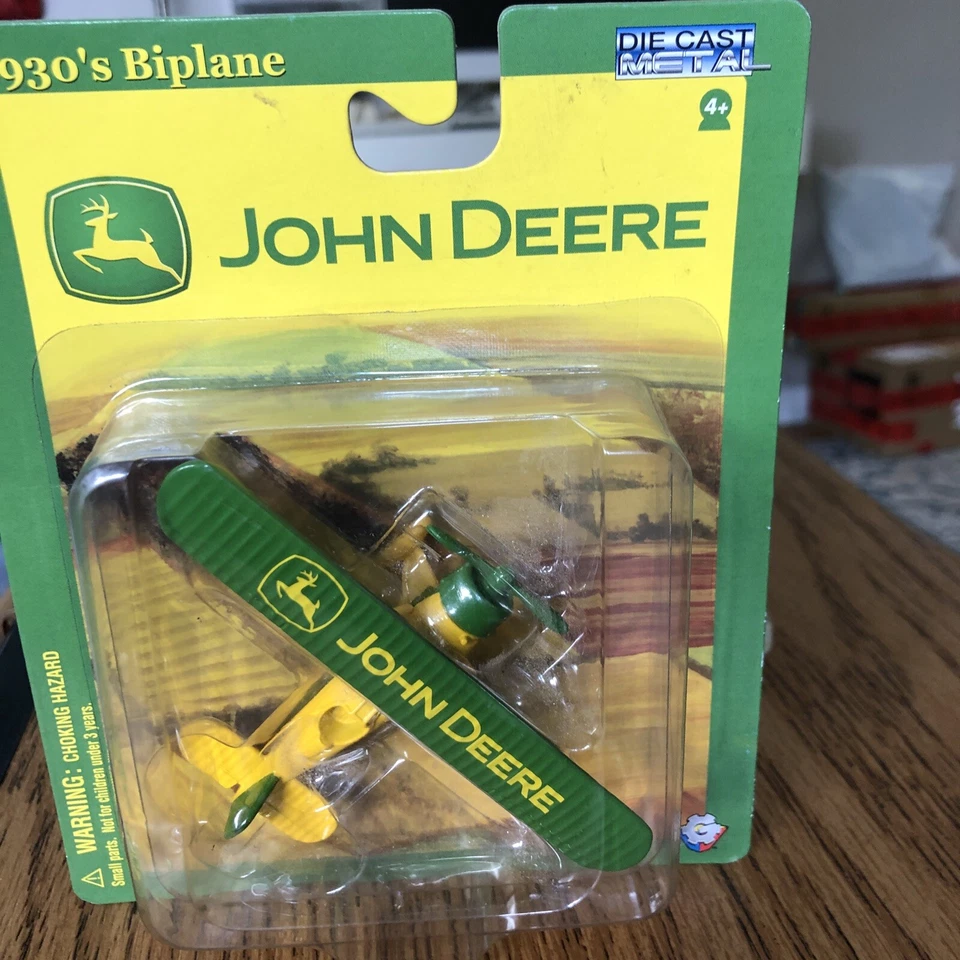 930's Biplane
DIE CAST
METAL
4+
JOHN DEERE
JOHN DEERE
WARNING: CHOKING HAZARD
Small parts. Not for children under 3 years.
G